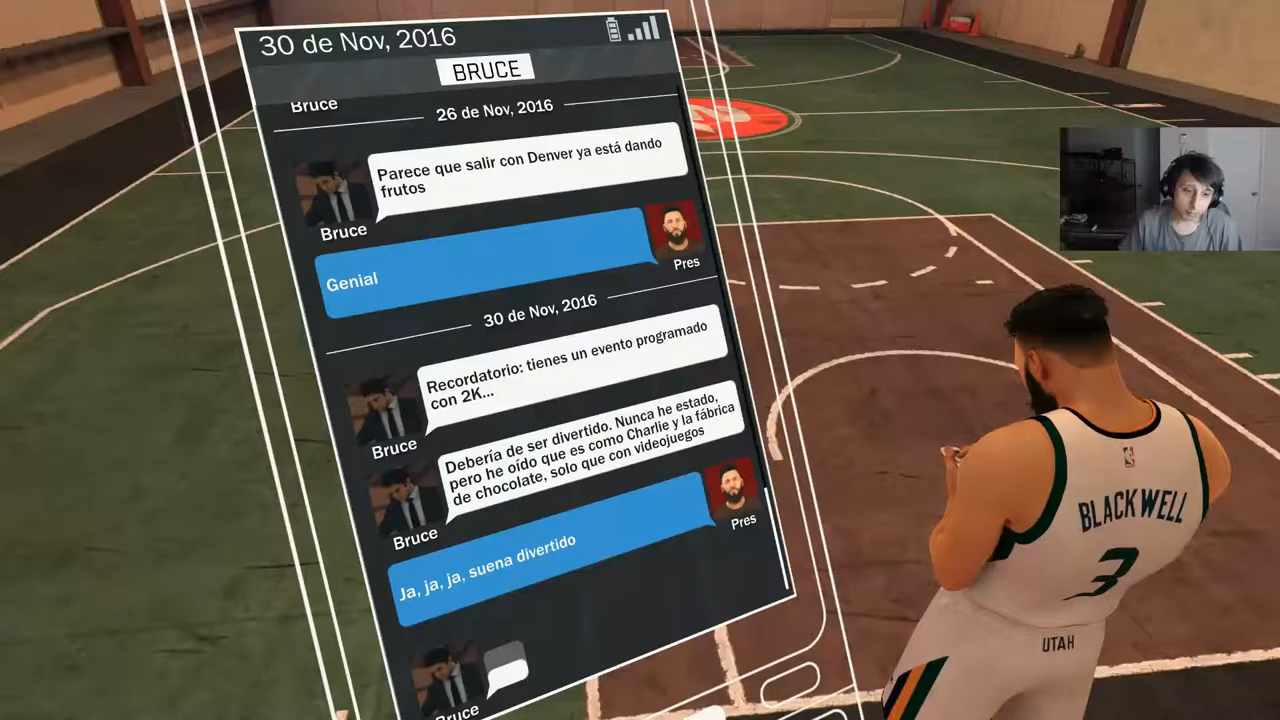 30 de Nov, 2016
BRUCE
Bruce
26 de Nov, 2016
Parece que salir con Denver ya está dando
frutos
Bruce
Genial
Pres
30 de Nov, 2016
Recordatorio: tienes un evento programado
con 2K...
Bruce
Debería de ser divertido. Nunca he estado,
pero he oído que es como Charlie y la fábrica
de chocolate, solo que con videojuegos
Bruce
Ja, ja, ja, suena divertido
Pres
Bruce
BLACKWELL
3
UTAH